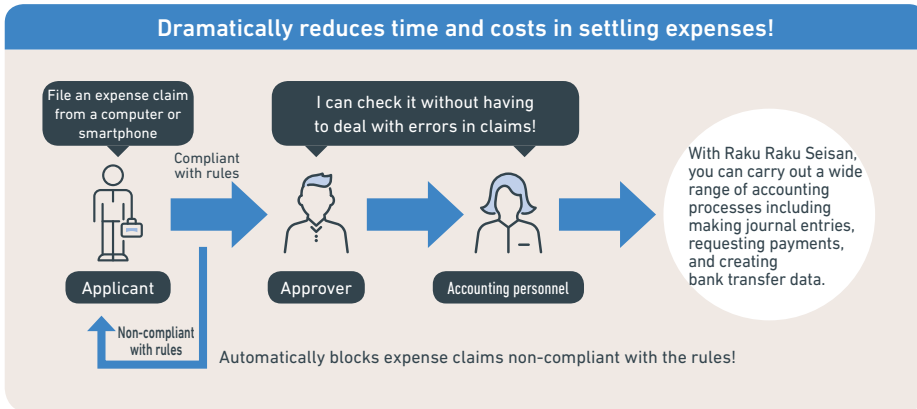 Dramatically reduces time and costs in settling expenses!
File an expense claim
from a computer or
smartphone
I can check it without having
to deal with errors in claims!
Compliant
with rules
With Raku Raku Seisan,
you can carry out a wide
range of accounting
processes including
making journal entries,
requesting payments,
and creating
bank transfer data.
Applicant
Approver
Accounting personnel
Non-compliant
with rules
Automatically blocks expense claims non-compliant with the rules!